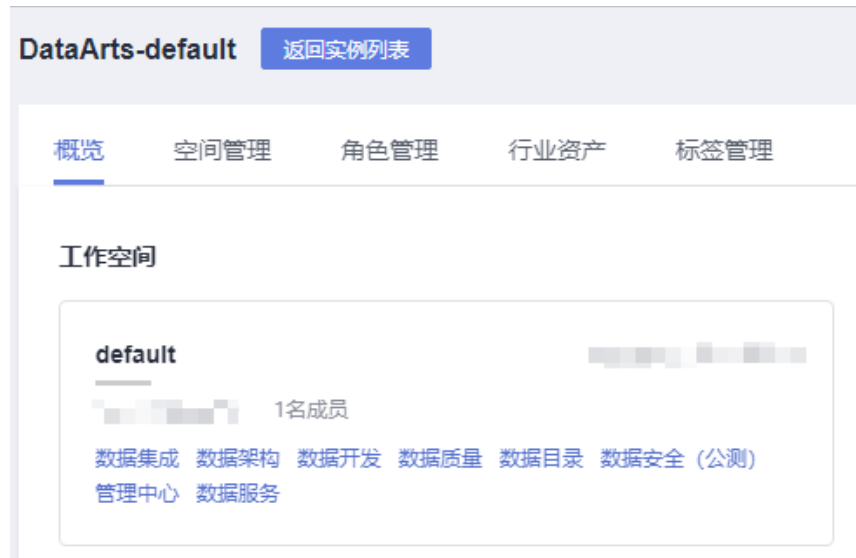 DataArts-default 返回实例列表
概览 空间管理 角色管理 行业资产 标签管理
工作空间
default
1名成员
数据集成 数据架构 数据开发 数据质量 数据目录 数据安全（公测）
管理中心 数据服务